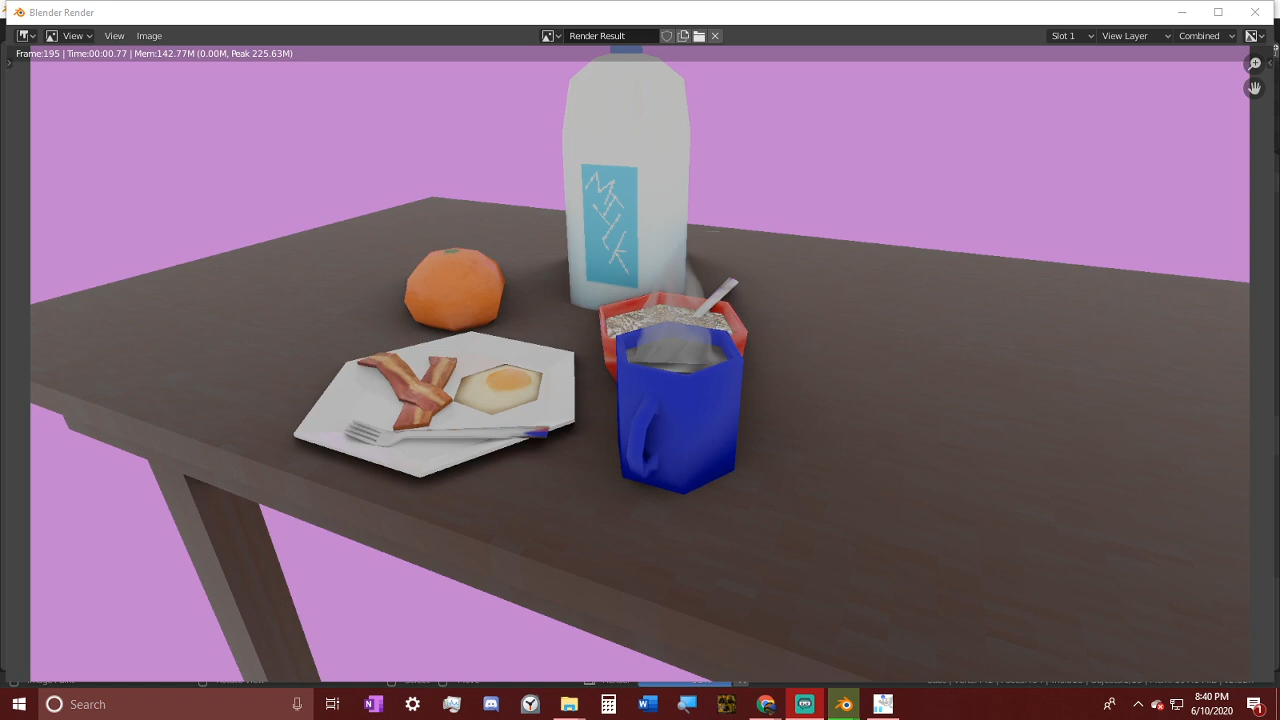 Blender Render
View
View
Image
Render Result
Slot 1
View Layer
Combined
Frame:195 | Time:00:00.77 | Mem:142.77M (0.00M, Peak 225.63M)
Search
8:40 PM
6/10/2020